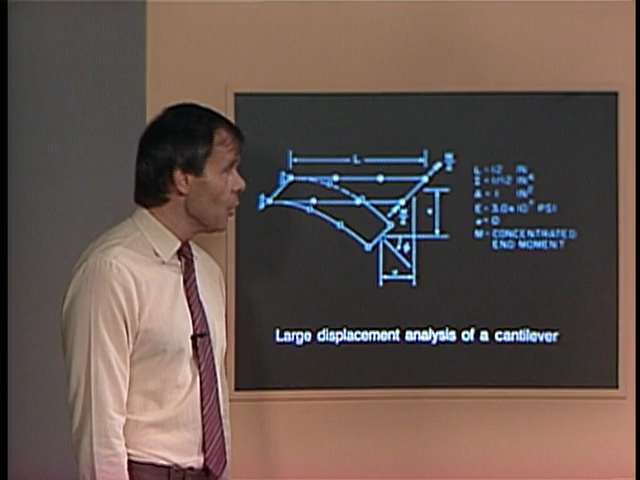 L
L = 12 IN
I = 1/12 IN⁴
A = 1 IN²
E = 3.0×10⁷ PSI
ν = 0
M = CONCENTRATED
END MOMENT
ϕ
Large displacement analysis of a cantilever